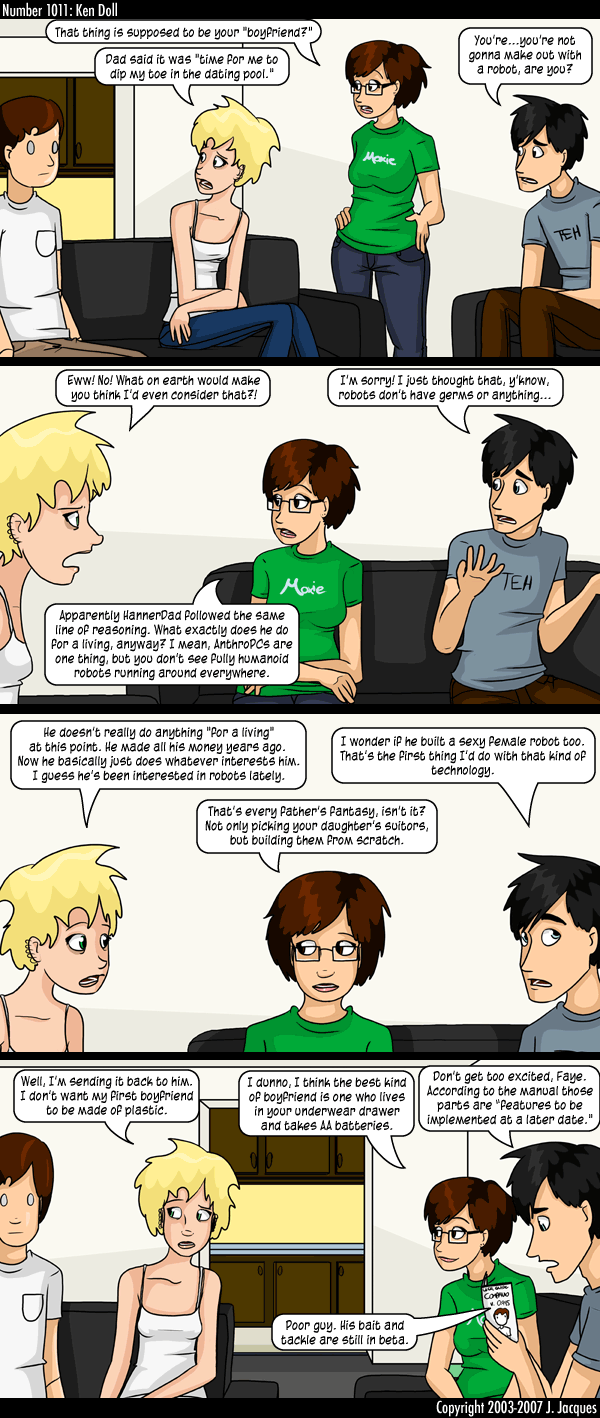 Number 1011: Ken Doll
That thing is supposed to be your "boyfriend?"
Dad said it was "time for me to
dip my toe in the dating pool."
You're...you're not
gonna make out with
a robot, are you?
Moxie
TEH
Eww! No! What on earth would make
you think I'd even consider that?!
I'm sorry! I just thought that, y'know,
robots don't have germs or anything...
Moxie
TEH
Apparently HannerDad followed the same
line of reasoning. What exactly does he do
for a living, anyway? I mean, AnthroPCs are
one thing, but you don't see fully humanoid
robots running around everywhere.
He doesn't really do anything "for a living"
at this point. He made all his money years ago.
Now he basically just does whatever interests him.
I guess he's been interested in robots lately.
I wonder if he built a sexy female robot too.
That's the first thing I'd do with that kind of
technology.
That's every father's fantasy, isn't it?
Not only picking your daughter's suitors,
but building them from scratch.
Well, I'm sending it back to him.
I don't want my first boyfriend
to be made of plastic.
I dunno, I think the best kind
of boyfriend is one who lives
in your underwear drawer
and takes AA batteries.
Don't get too excited, Faye.
According to the manual those
parts are "features to be
implemented at a later date."
Poor guy. His bait and
tackle are still in beta.
Copyright 2003-2007 J. Jacques